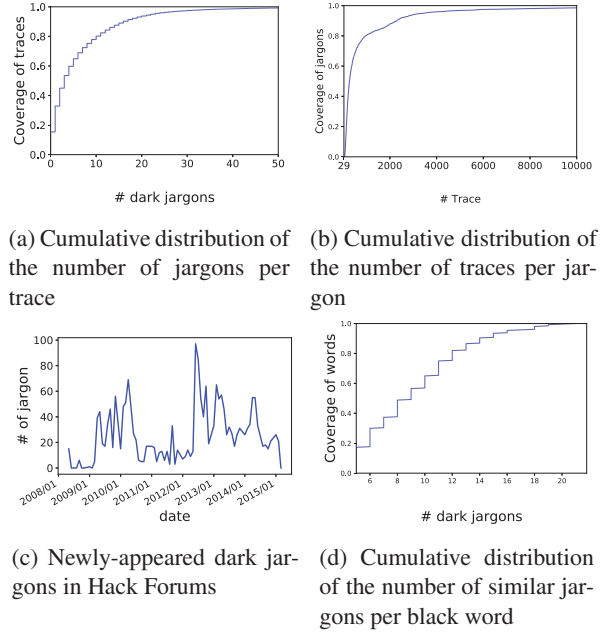 1.0
0.8
0.6
0.4
0.2
0.0
Coverage of traces
0 10 20 30 40 50
# dark jargons
1.0
0.8
0.6
0.4
0.2
0.0
Coverage of jargons
29 2000 4000 6000 8000 10000
# Trace
(a) Cumulative distribution of
the number of jargons per
trace
(b) Cumulative distribution of
the number of traces per jar-
gon
100
80
60
40
20
0
# of jargon
2008/01 2009/01 2010/01 2011/01 2012/01 2013/01 2014/01 2015/01
date
1.0
0.8
0.6
0.4
0.2
0.0
Coverage of words
6 8 10 12 14 16 18 20
# dark jargons
(c) Newly-appeared dark jar-
gons in Hack Forums
(d) Cumulative distribution
of the number of similar jar-
gons per black word